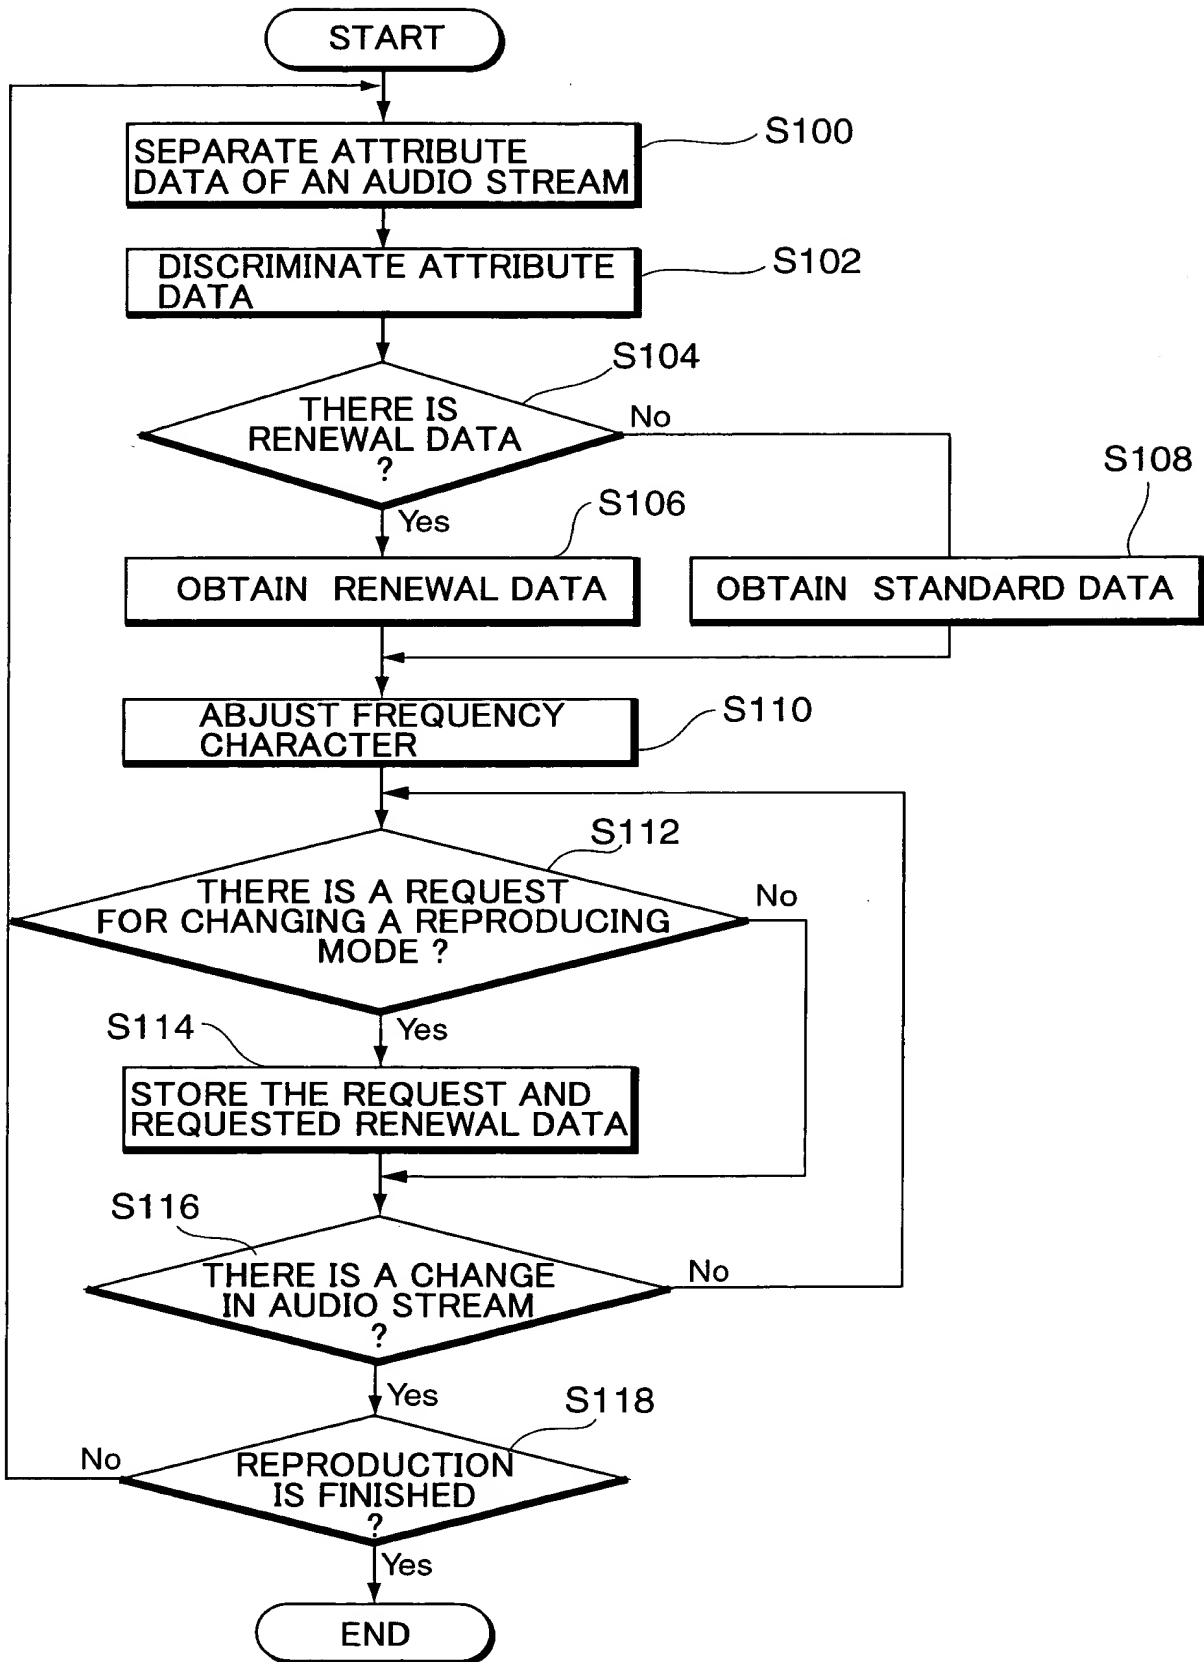 START
S100
SEPARATE ATTRIBUTE
DATA OF AN AUDIO STREAM
S102
DISCRIMINATE ATTRIBUTE
DATA
S104
THERE IS
RENEWAL DATA
?
No
Yes
S106
S108
OBTAIN RENEWAL DATA
OBTAIN STANDARD DATA
ABJUST FREQUENCY
CHARACTER
S110
S112
THERE IS A REQUEST
FOR CHANGING A REPRODUCING
MODE ?
No
Yes
S114
STORE THE REQUEST AND
REQUESTED RENEWAL DATA
S116
THERE IS A CHANGE
IN AUDIO STREAM
?
No
Yes
S118
REPRODUCTION
IS FINISHED
?
No
Yes
END